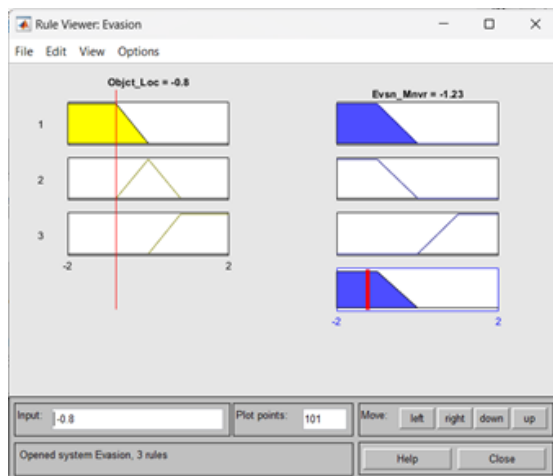 Rule Viewer: Evasion
File Edit View Options
Objct_Loc = -0.8
Evsn_Mnvr = -1.23
1
2
3
-2 2
-2 2
Input: -0.8 Plot points: 101 Move: left right down up
Opened system Evasion, 3 rules Help Close